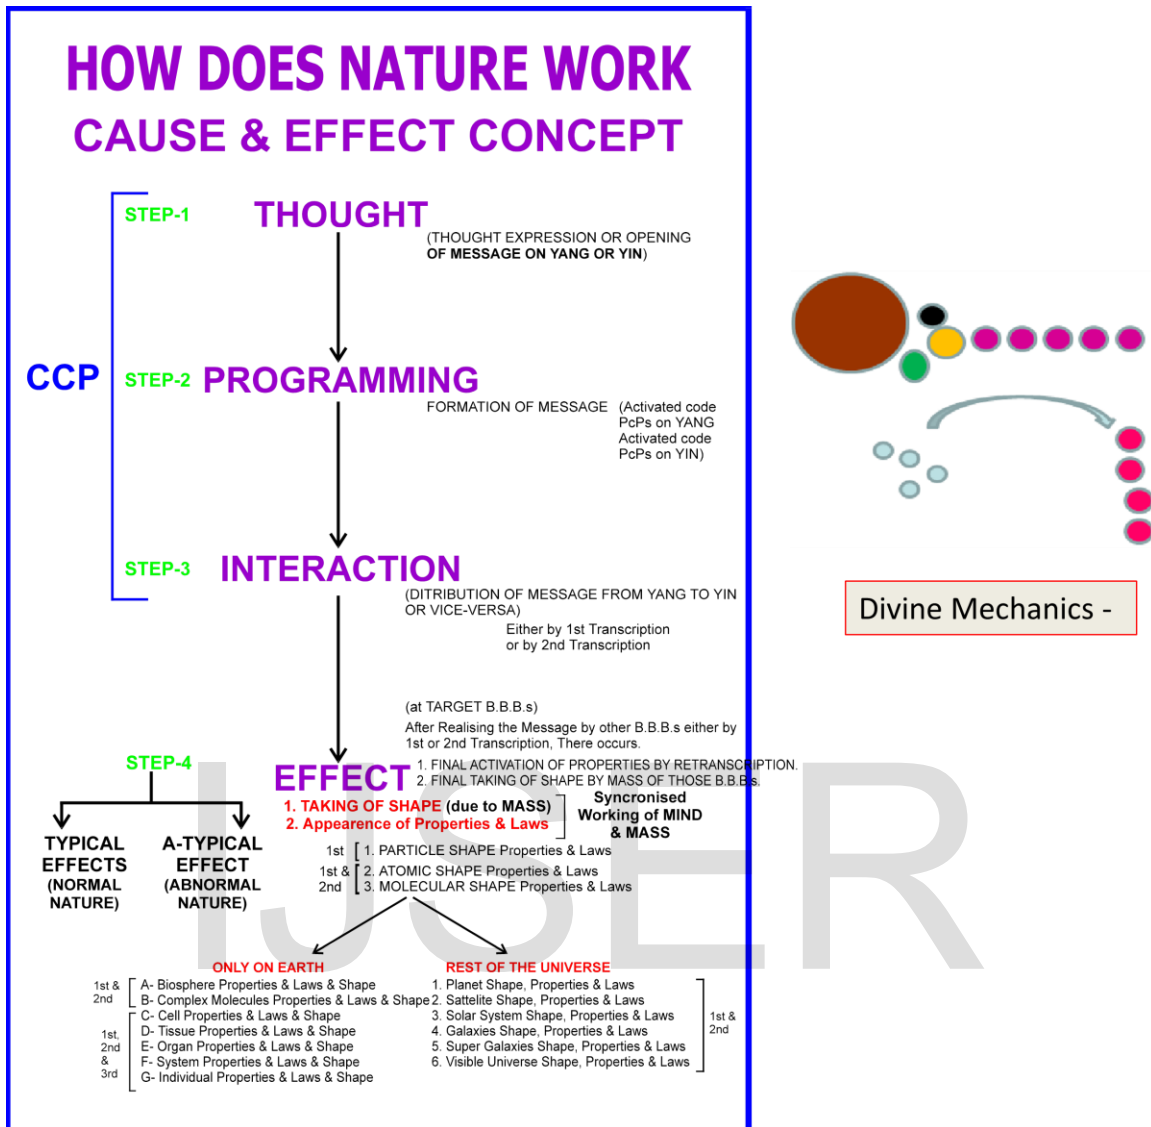 HOW DOES NATURE WORK
CAUSE & EFFECT CONCEPT
CCP
STEP-1
THOUGHT
(THOUGHT EXPRESSION OR OPENING
OF MESSAGE ON YANG OR YIN)
STEP-2
PROGRAMMING
FORMATION OF MESSAGE (Activated code
PcPs on YANG
Activated code
PcPs on YIN)
STEP-3
INTERACTION
(DITRIBUTION OF MESSAGE FROM YANG TO YIN
OR VICE-VERSA)
Either by 1st Transcription
or by 2nd Transcription
(at TARGET B.B.B.s)
After Realising the Message by other B.B.B.s either by
1st or 2nd Transcription, There occurs.
STEP-4
EFFECT
1. FINAL ACTIVATION OF PROPERTIES BY RETRANSCRIPTION.
2. FINAL TAKING OF SHAPE BY MASS OF THOSE B.B.B.s.
1. TAKING OF SHAPE (due to MASS)
2. Appearence of Properties & Laws
Syncronised
Working of MIND
& MASS
TYPICAL
EFFECTS
(NORMAL
NATURE)
A-TYPICAL
EFFECT
(ABNORMAL
NATURE)
1st
1. PARTICLE SHAPE Properties & Laws
1st &
2nd
2. ATOMIC SHAPE Properties & Laws
3. MOLECULAR SHAPE Properties & Laws
ONLY ON EARTH
1st &
2nd
A- Biosphere Properties & Laws & Shape
B- Complex Molecules Properties & Laws & Shape
1st,
2nd
&
3rd
C- Cell Properties & Laws & Shape
D- Tissue Properties & Laws & Shape
E- Organ Properties & Laws & Shape
F- System Properties & Laws & Shape
G- Individual Properties & Laws & Shape
REST OF THE UNIVERSE
1. Planet Shape, Properties & Laws
2. Sattelite Shape, Properties & Laws
3. Solar System Shape, Properties & Laws
4. Galaxies Shape, Properties & Laws
5. Super Galaxies Shape, Properties & Laws
6. Visible Universe Shape, Properties & Laws
1st &
2nd
Divine Mechanics -
IJSER